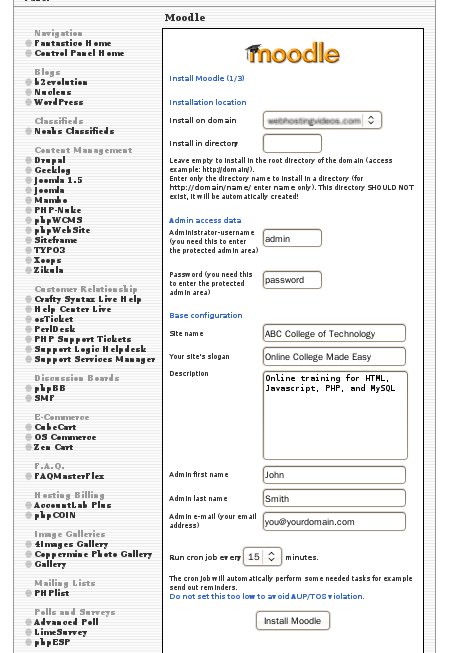 Moodle
Navigation
Fantastico Home
Control Panel Home
Blogs
b2evolution
Nucleus
WordPress
Classifieds
Noahs Classifieds
Content Management
Drupal
Geeklog
Joomla 1.5
Joomla
Mambo
PHP-Nuke
phpWCMS
phpWebSite
Siteframe
TYPO3
Xoops
Zikula
Customer Relationship
Crafty Syntax Live Help
Help Center Live
osTicket
PerlDesk
PHP Support Tickets
Support Logic Helpdesk
Support Services Manager
Discussion Boards
phpBB
SMF
E-Commerce
CubeCart
OS Commerce
Zen Cart
F.A.Q.
FAQMasterFlex
Hosting Billing
AccountLab Plus
phpCOIN
Image Galleries
4Images Gallery
Coppermine Photo Gallery
Gallery
Mailing Lists
PHPlist
Polls and Surveys
Advanced Poll
LimeSurvey
phpESP
moodle
Install Moodle (1/3)
Installation location
Install on domain webhostingvideos.com
Install in directory
Leave empty to install in the root directory of the domain (access
example: http://domain/).
Enter only the directory name to install in a directory (for
http://domain/name/ enter name only). This directory SHOULD NOT
exist, it will be automatically created!
Admin access data
Administrator-username
(you need this to enter
the protected admin area)
admin
Password (you need this
to enter the protected
admin area)
password
Base configuration
Site name ABC College of Technology
Your site's slogan Online College Made Easy
Description
Online training for HTML,
Javascript, PHP, and MySQL
Admin first name John
Admin last name Smith
Admin e-mail (your email
address)
you@yourdomain.com
Run cron job every 15 minutes.
The cron job will automatically perform some needed tasks for example
send out reminders.
Do not set this too low to avoid AUP/TOS violation.
Install Moodle